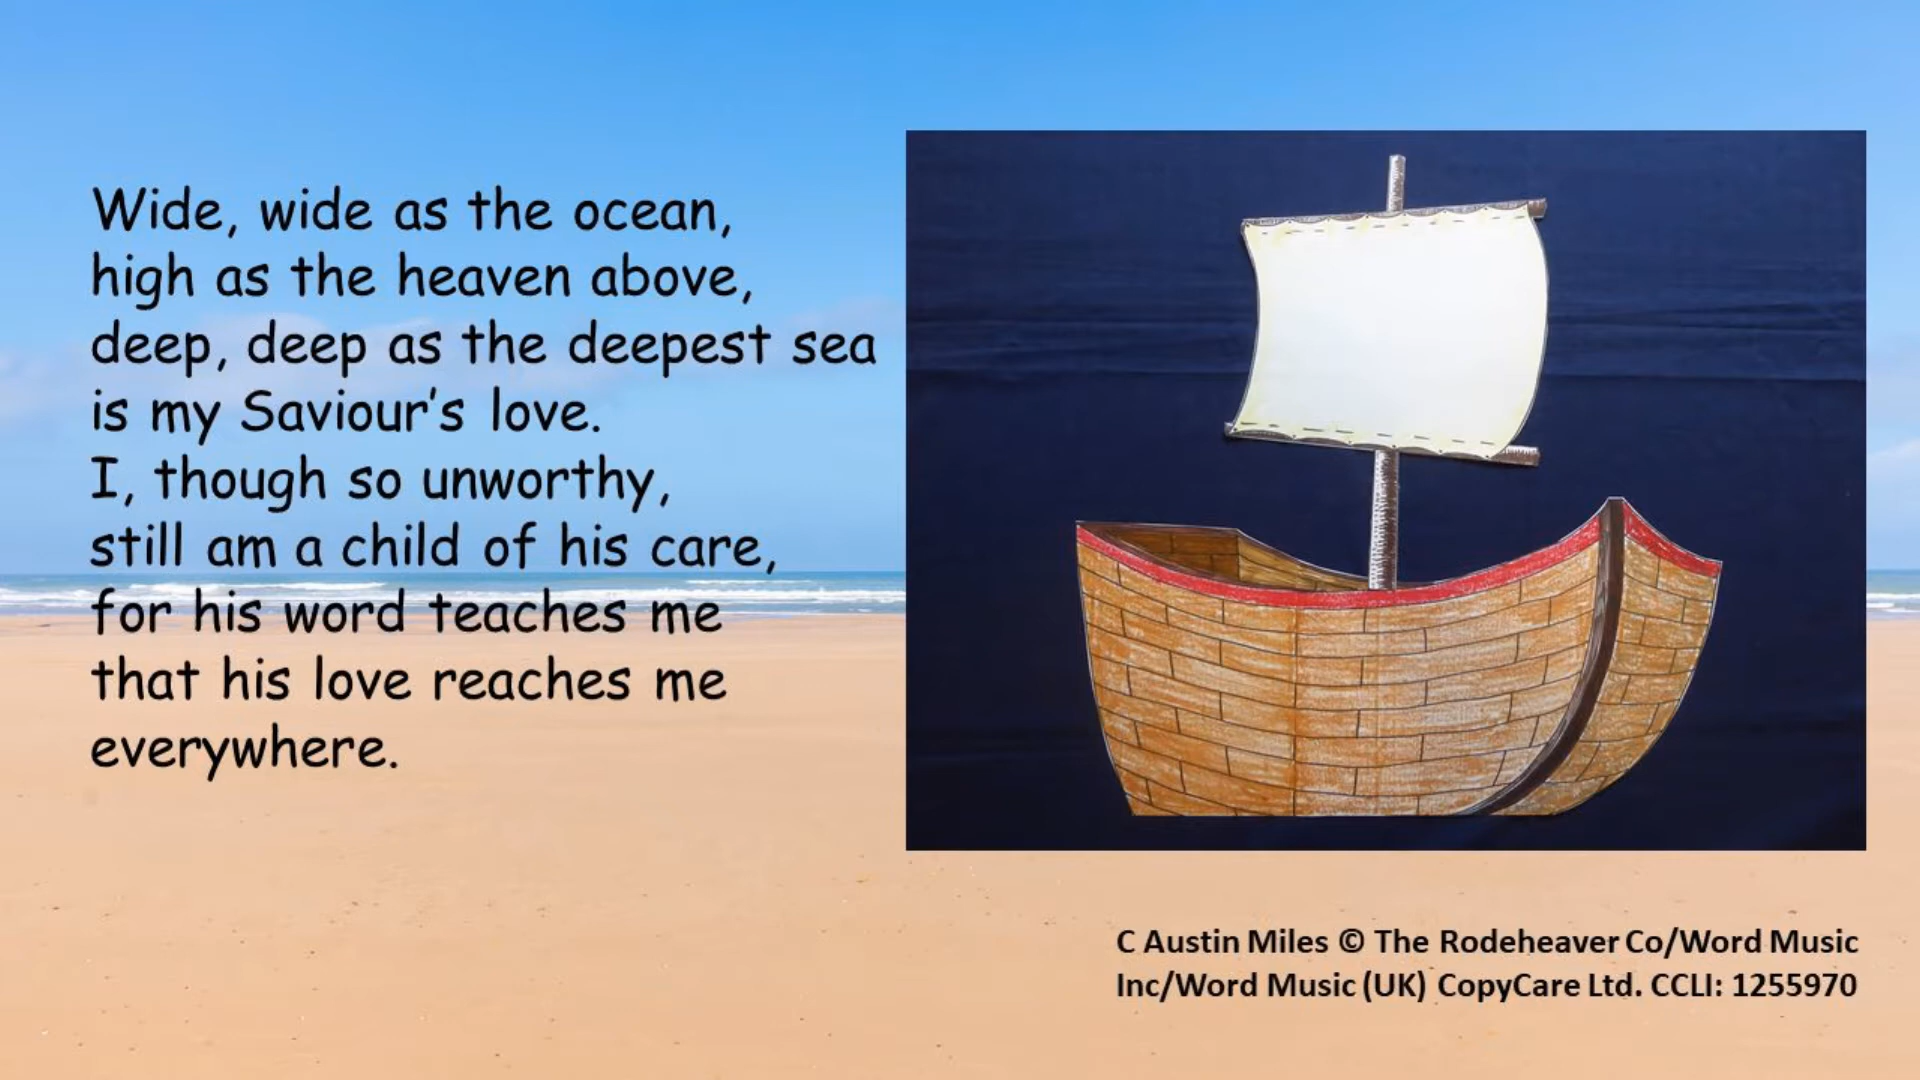 Wide, wide as the ocean,
high as the heaven above,
deep, deep as the deepest sea
is my Saviour's love.
I, though so unworthy,
still am a child of his care,
for his word teaches me
that his love reaches me
everywhere.
C Austin Miles © The Rodeheaver Co/Word Music
Inc/Word Music (UK) CopyCare Ltd. CCLI: 1255970